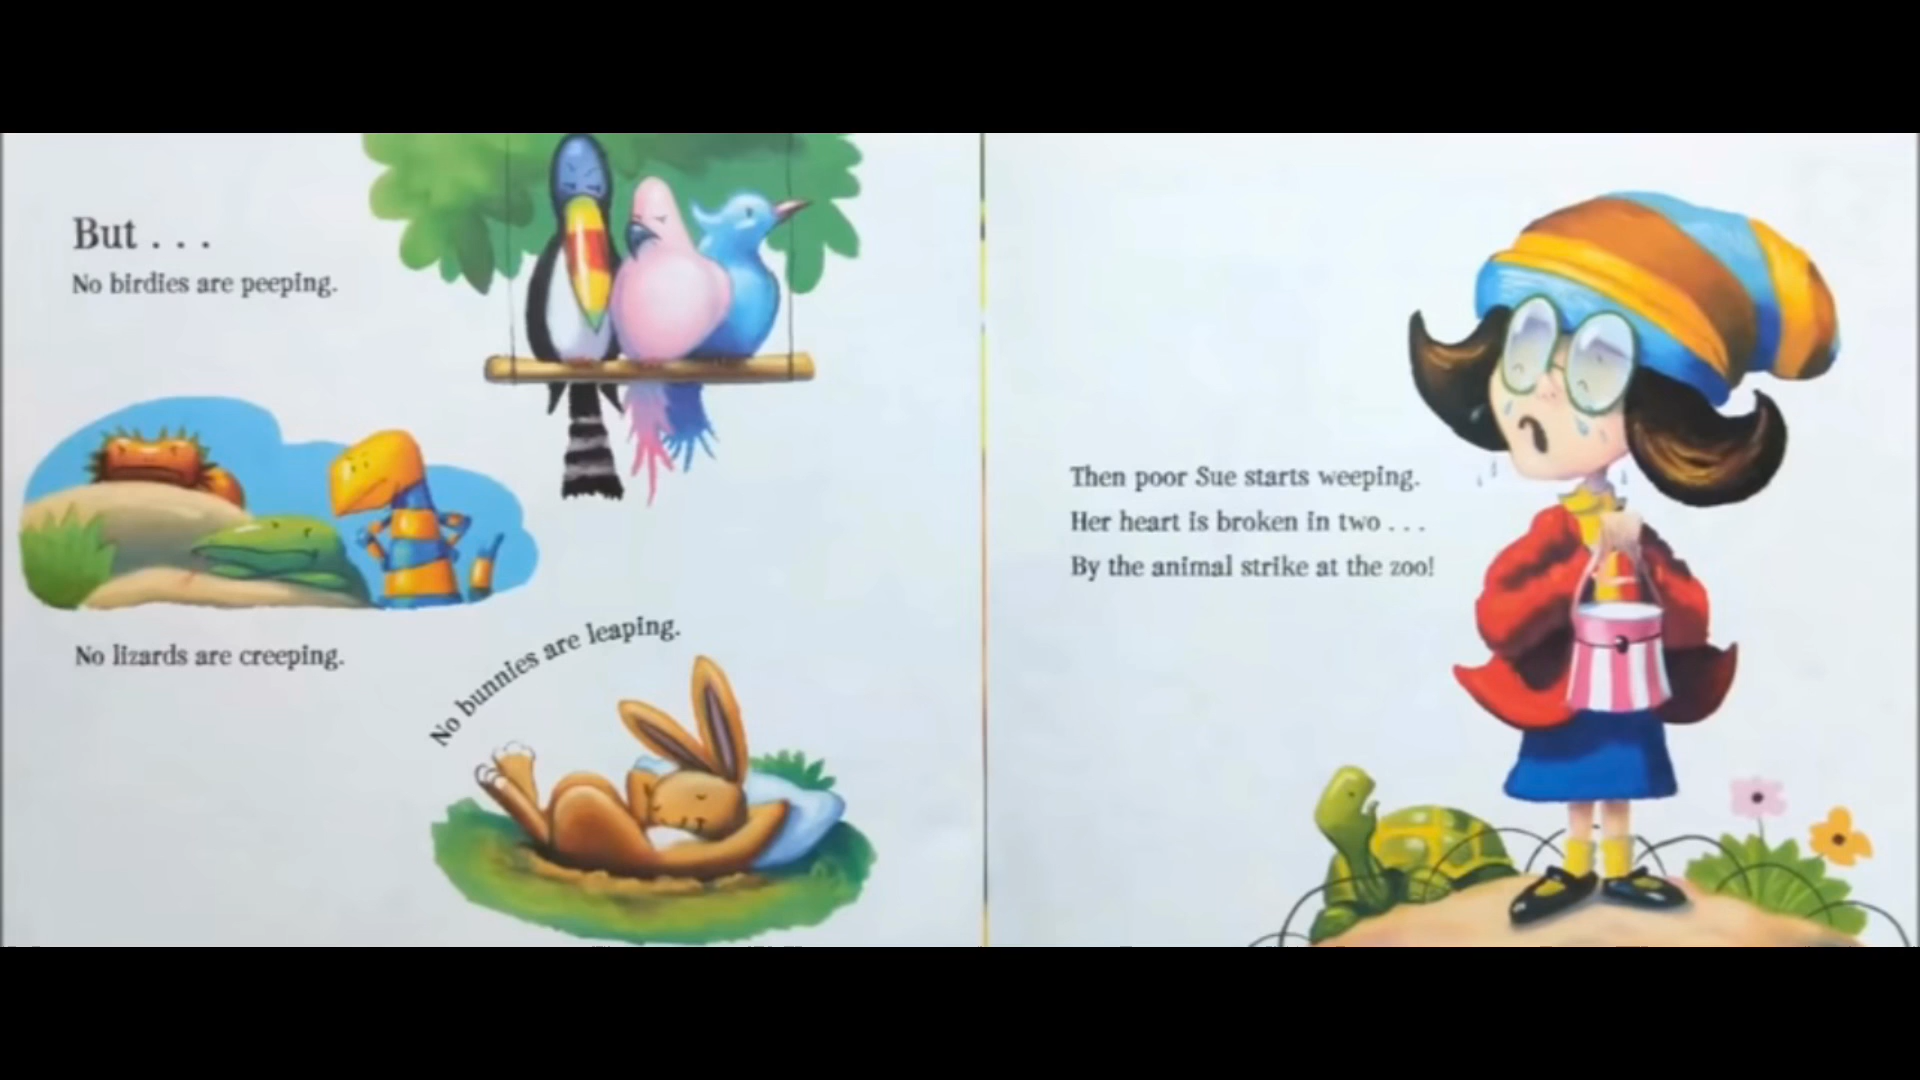 But . . .
No birdies are peeping.
No lizards are creeping.
No bunnies are leaping.
Then poor Sue starts weeping.
Her heart is broken in two . . .
By the animal strike at the zoo!